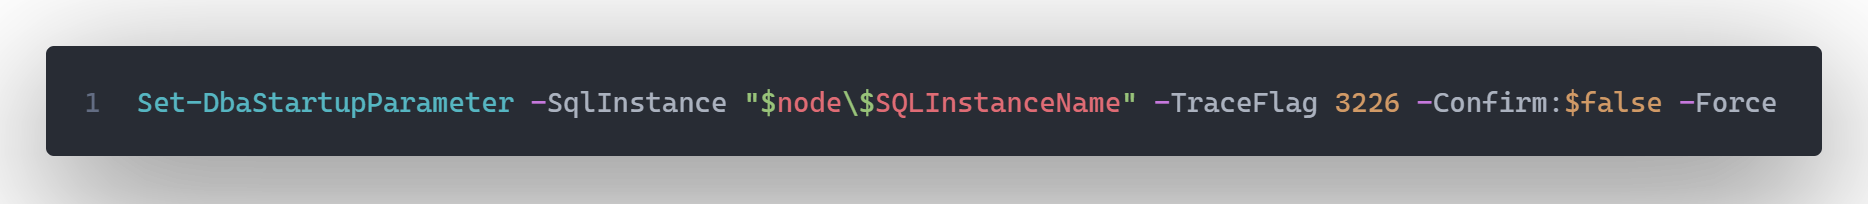 1 Set-DbaStartupParameter -SqlInstance "$node\$SQLInstanceName" -TraceFlag 3226 -Confirm:$false -Force